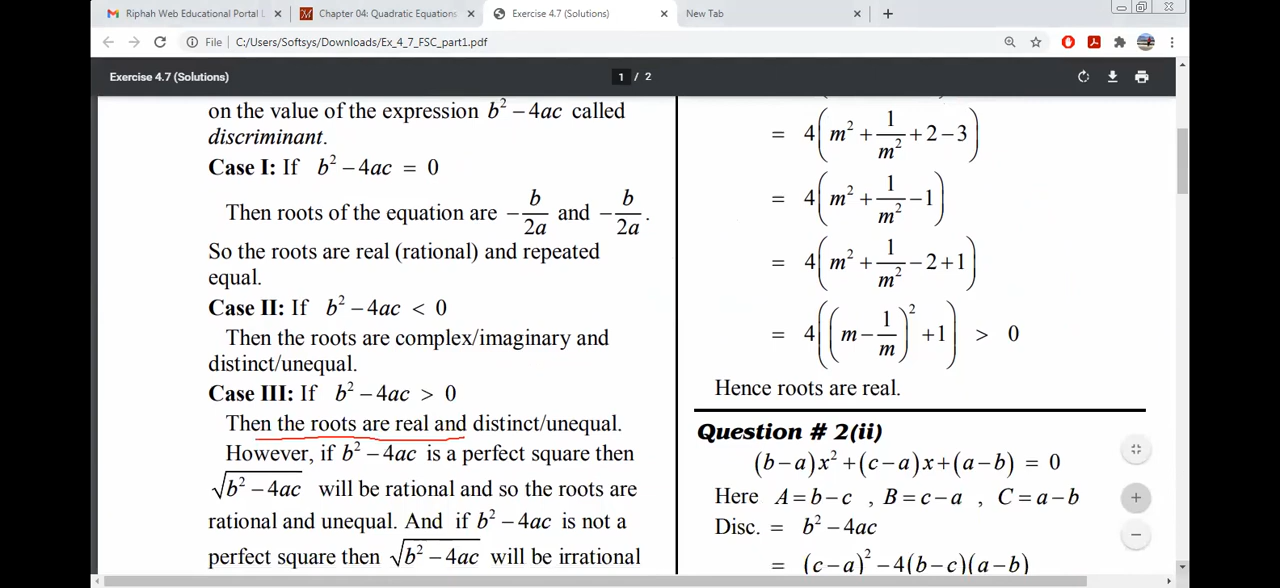 Riphah Web Educational Portal L
Chapter 04: Quadratic Equations
Exercise 4.7 (Solutions)
New Tab
File | C:/Users/Softsys/Downloads/Ex_4_7_FSC_part1.pdf
Exercise 4.7 (Solutions)
1 / 2
on the value of the expression b² − 4ac called
discriminant.
Case I: If b² − 4ac = 0
Then roots of the equation are −b/2a and −b/2a.
So the roots are real (rational) and repeated
equal.
Case II: If b² − 4ac < 0
Then the roots are complex/imaginary and
distinct/unequal.
Case III: If b² − 4ac > 0
Then the roots are real and distinct/unequal.
However, if b² − 4ac is a perfect square then
√(b² − 4ac) will be rational and so the roots are
rational and unequal. And if b² − 4ac is not a
perfect square then √(b² − 4ac) will be irrational
= 4(m² + 1/m² + 2 − 3)
= 4(m² + 1/m² − 1)
= 4(m² + 1/m² − 2 + 1)
= 4((m − 1/m)² + 1) > 0
Hence roots are real.
Question # 2(ii)
(b − a)x² + (c − a)x + (a − b) = 0
Here A = b − c , B = c − a , C = a − b
Disc. = b² − 4ac
= (c − a)² − 4(b − c)(a − b)